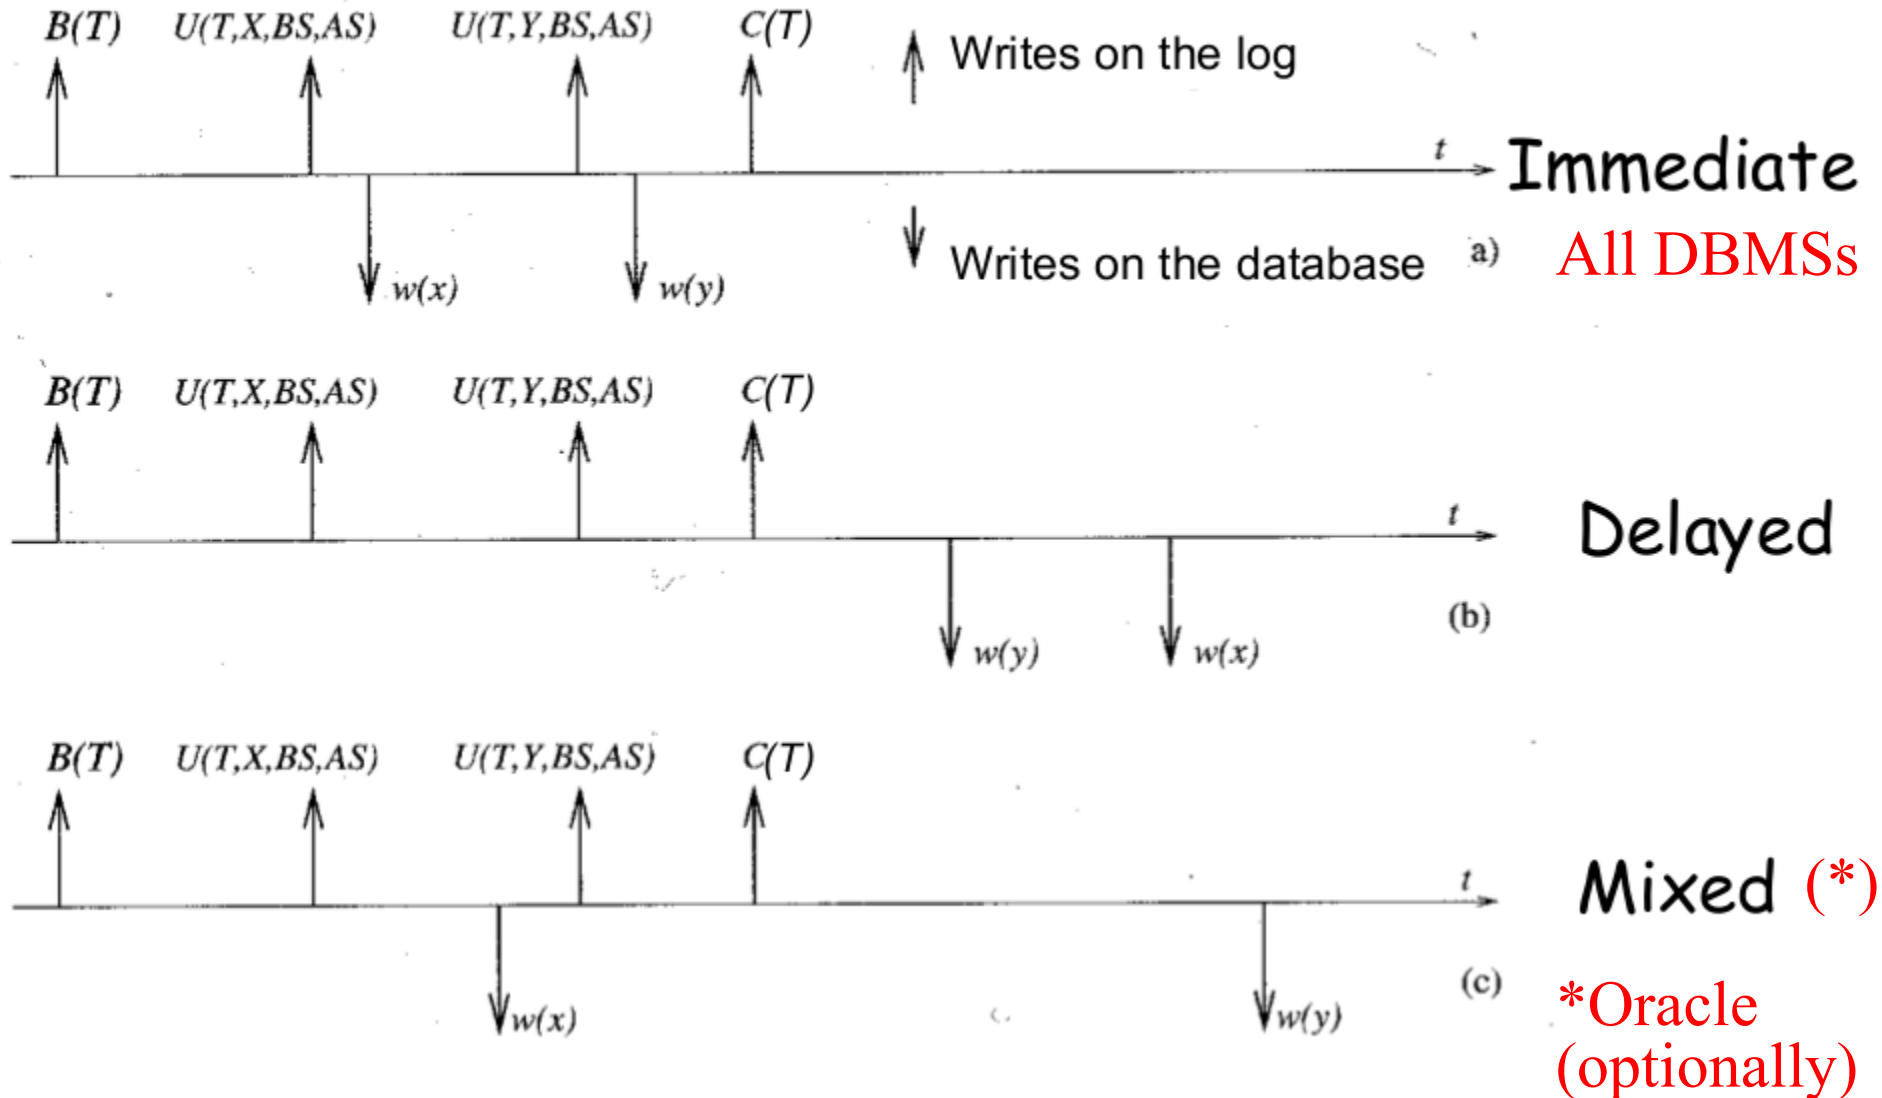 B(T) U(T,X,BS,AS) U(T,Y,BS,AS) C(T)
Writes on the log
t
Immediate
Writes on the database
a)
All DBMSs
w(x) w(y)
B(T) U(T,X,BS,AS) U(T,Y,BS,AS) C(T)
t
Delayed
(b)
w(y) w(x)
B(T) U(T,X,BS,AS) U(T,Y,BS,AS) C(T)
t
Mixed (*)
(c)
w(x) w(y)
*Oracle
(optionally)